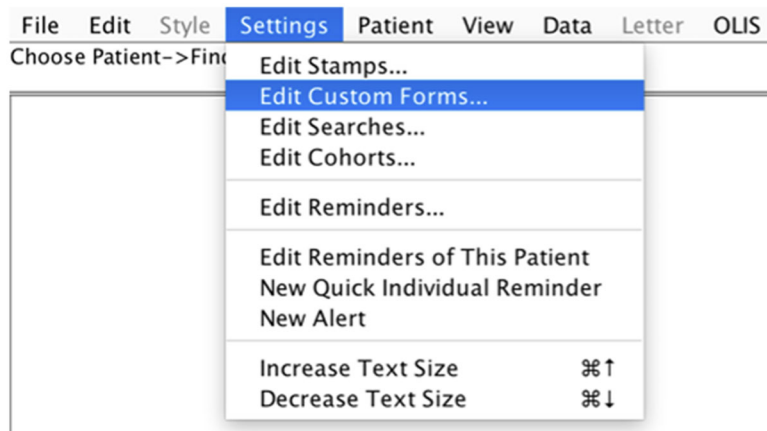 File Edit Style Settings Patient View Data Letter OLIS
Choose Patient->Fin
Edit Stamps...
Edit Custom Forms...
Edit Searches...
Edit Cohorts...
Edit Reminders...
Edit Reminders of This Patient
New Quick Individual Reminder
New Alert
Increase Text Size ⌘↑
Decrease Text Size ⌘↓